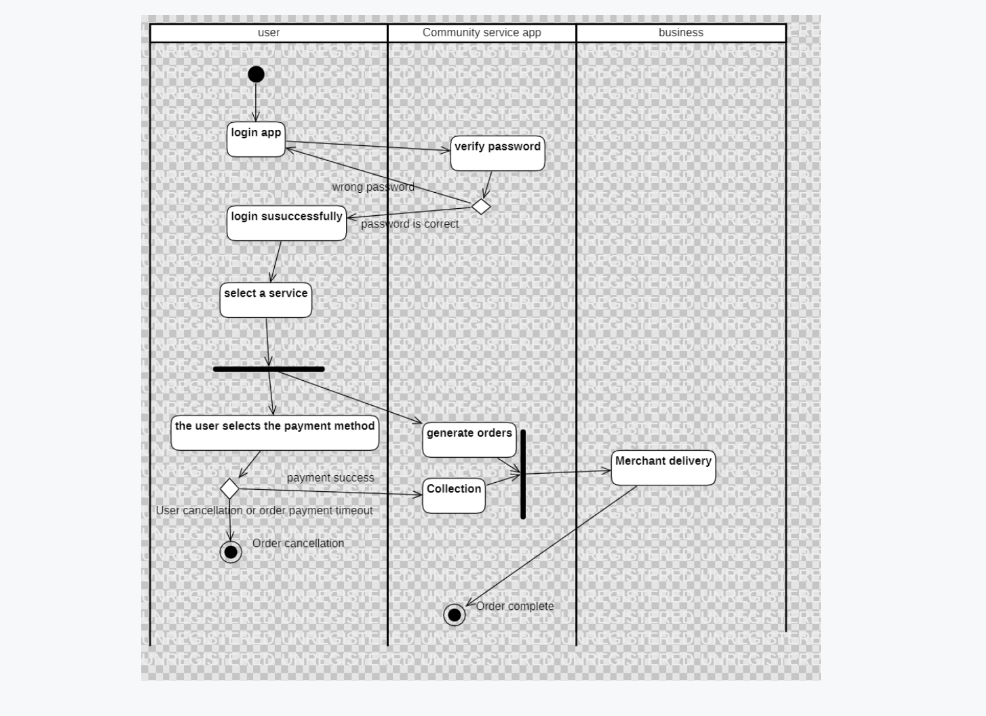 user
Community service app
business
login app
verify password
wrong password
login susuccessfully
password is correct
select a service
the user selects the payment method
generate orders
Merchant delivery
payment success
Collection
User cancellation or order payment timeout
Order cancellation
Order complete
UNREGISTERED